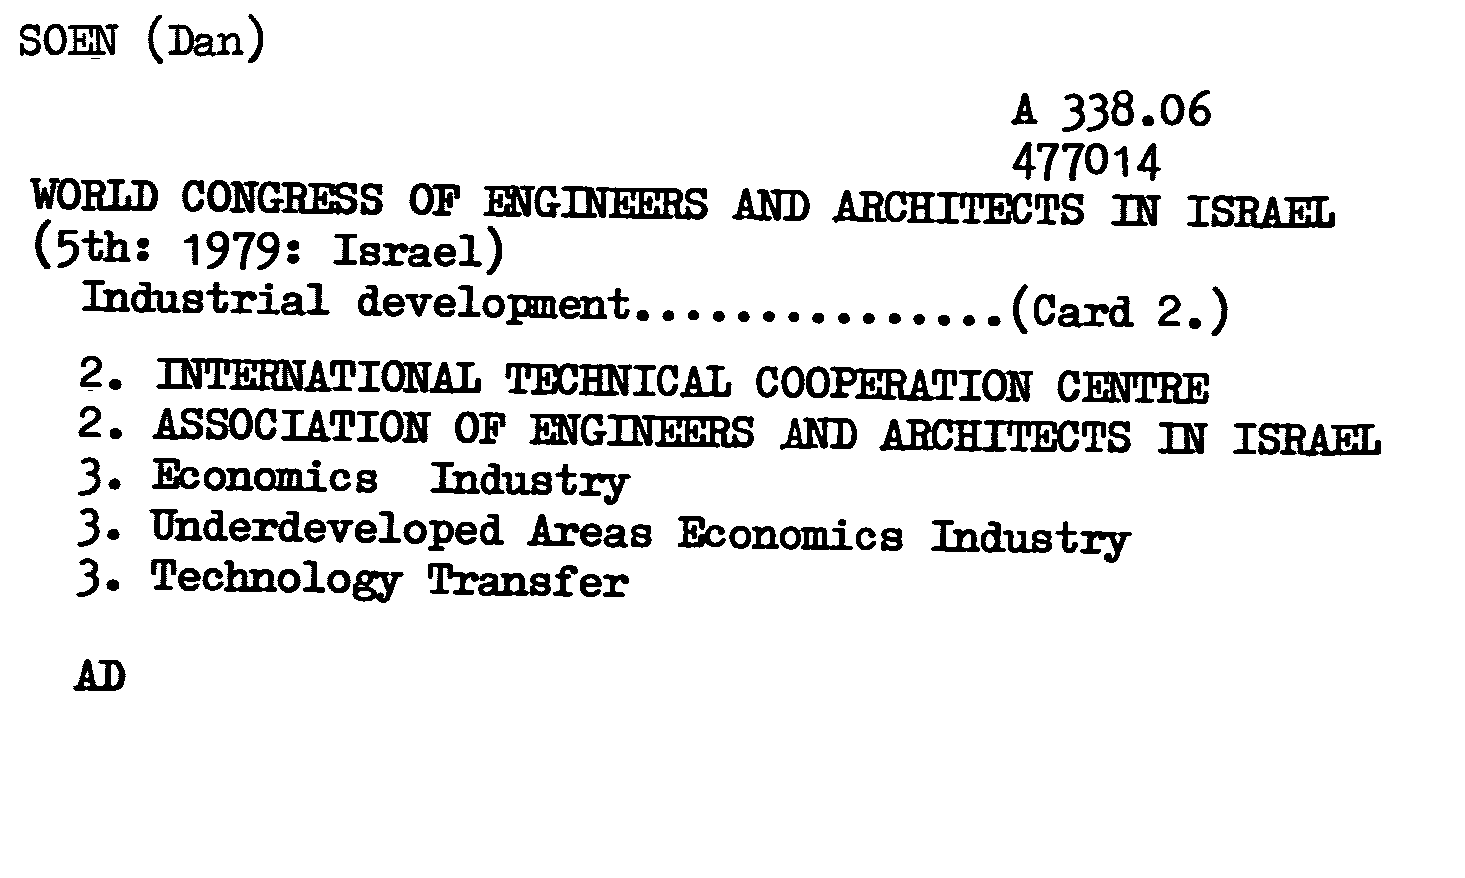 SOEN (Dan)
A 338.06
477014
WORLD CONGRESS OF ENGINEERS AND ARCHITECTS IN ISRAEL
(5th: 1979: Israel)
Industrial development...............(Card 2.)
2. INTERNATIONAL TECHNICAL COOPERATION CENTRE
2. ASSOCIATION OF ENGINEERS AND ARCHITECTS IN ISRAEL
3. Economics  Industry
3. Underdeveloped Areas Economics Industry
3. Technology Transfer
AD